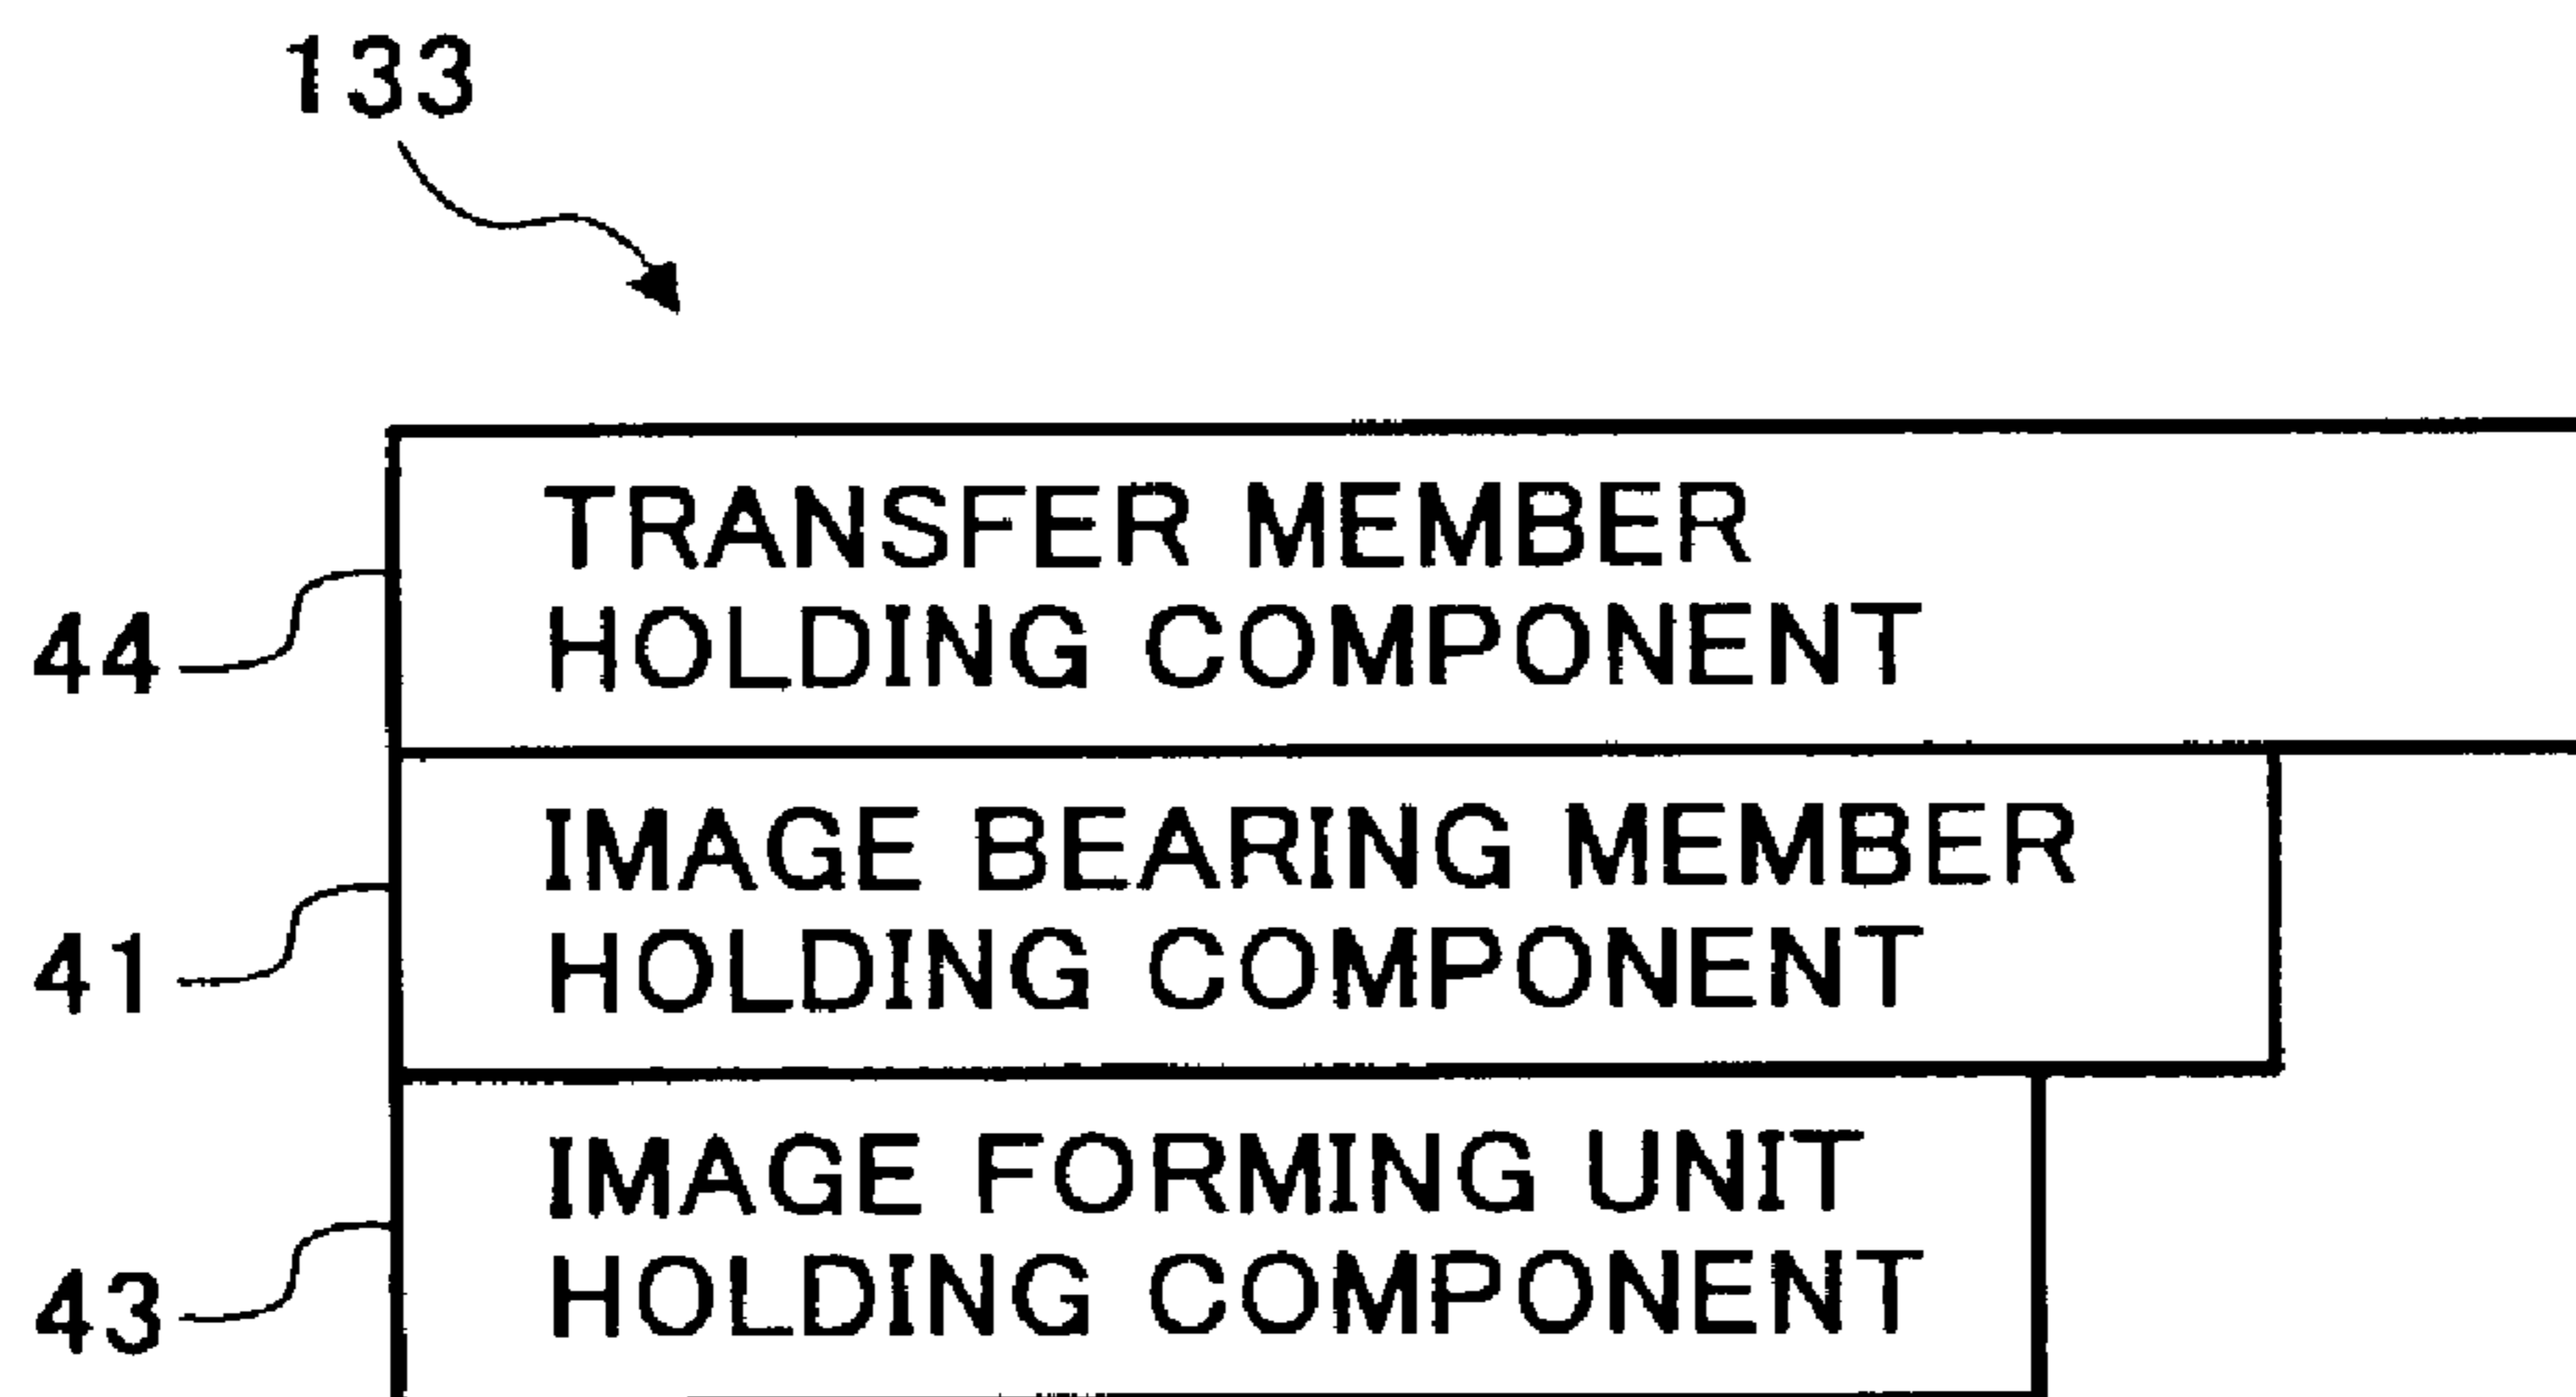 133
TRANSFER MEMBER
HOLDING COMPONENT
44
IMAGE BEARING MEMBER
HOLDING COMPONENT
41
IMAGE FORMING UNIT
HOLDING COMPONENT
43